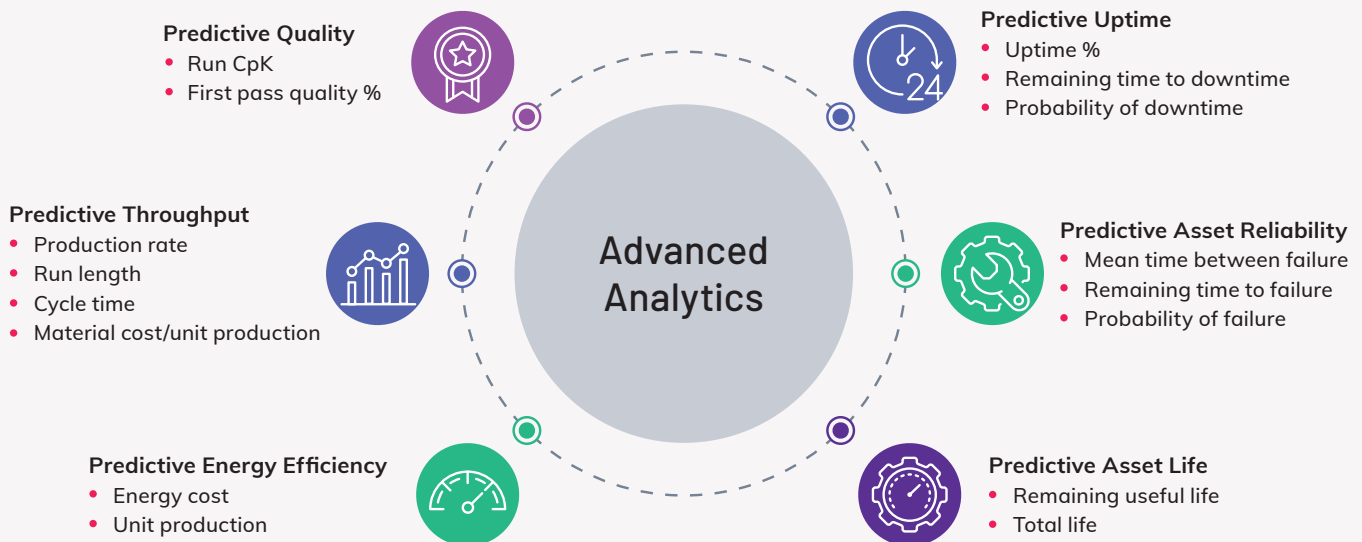 Predictive Quality
Run CpK
First pass quality %
Predictive Uptime
Uptime %
Remaining time to downtime
Probability of downtime
24
Predictive Throughput
Production rate
Run length
Cycle time
Material cost/unit production
Advanced
Analytics
Predictive Asset Reliability
Mean time between failure
Remaining time to failure
Probability of failure
Predictive Energy Efficiency
Energy cost
Unit production
Predictive Asset Life
Remaining useful life
Total life